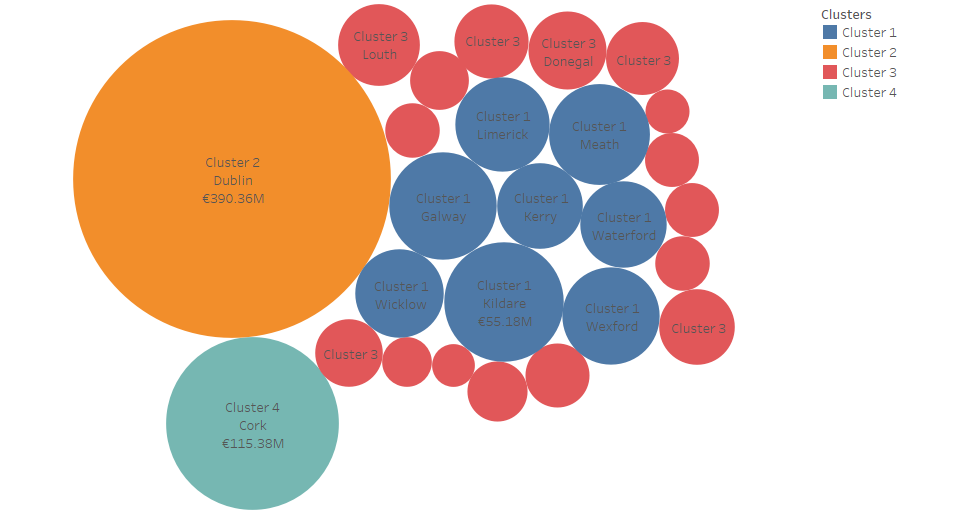 Clusters
Cluster 1
Cluster 2
Cluster 3
Cluster 4
Cluster 3
Louth
Cluster 3
Cluster 3
Donegal
Cluster 3
Cluster 1
Limerick
Cluster 1
Meath
Cluster 2
Dublin
€390.36M
Cluster 1
Galway
Cluster 1
Kerry
Cluster 1
Waterford
Cluster 1
Wicklow
Cluster 1
Kildare
€55.18M
Cluster 1
Wexford
Cluster 3
Cluster 3
Cluster 4
Cork
€115.38M